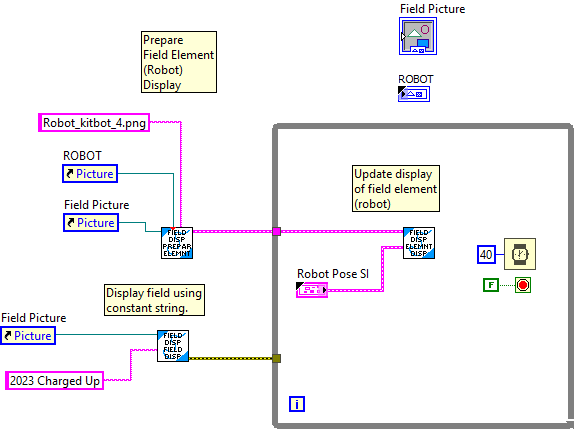 Field Picture
Prepare
Field Element
(Robot)
Display
ROBOT
Robot_kitbot_4.png
ROBOT
Picture
Update display
of field element
(robot)
Field Picture
Picture
FIELD
DISP
PREPAR
ELEMNT
FIELD
DISP
ELEMNT
DISP
40
Robot Pose SI
F
Display field using
constant string.
Field Picture
Picture
FIELD
DISP
FIELD
DISP
2023 Charged Up
i